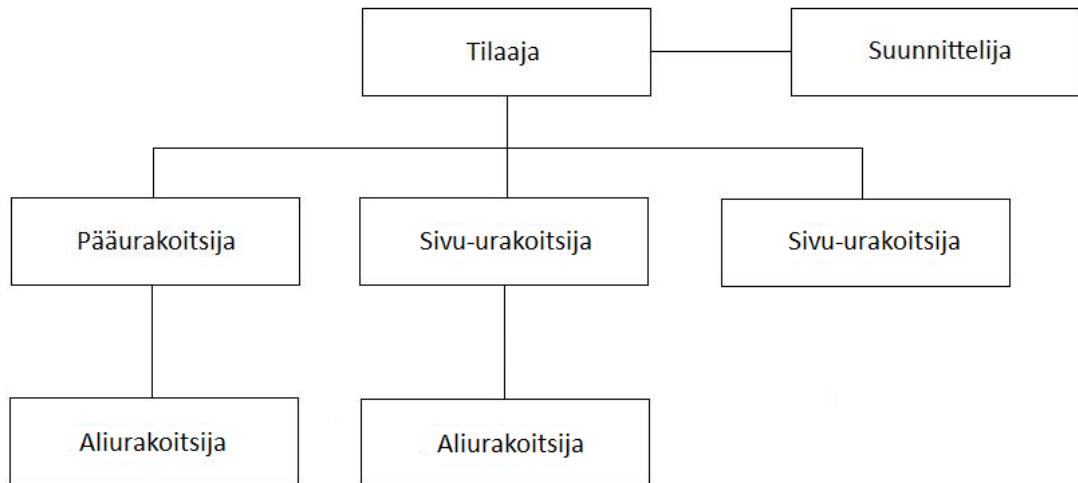 Tilaaja
Suunnittelija
Pääurakoitsija
Sivu-urakoitsija
Sivu-urakoitsija
Aliurakoitsija
Aliurakoitsija